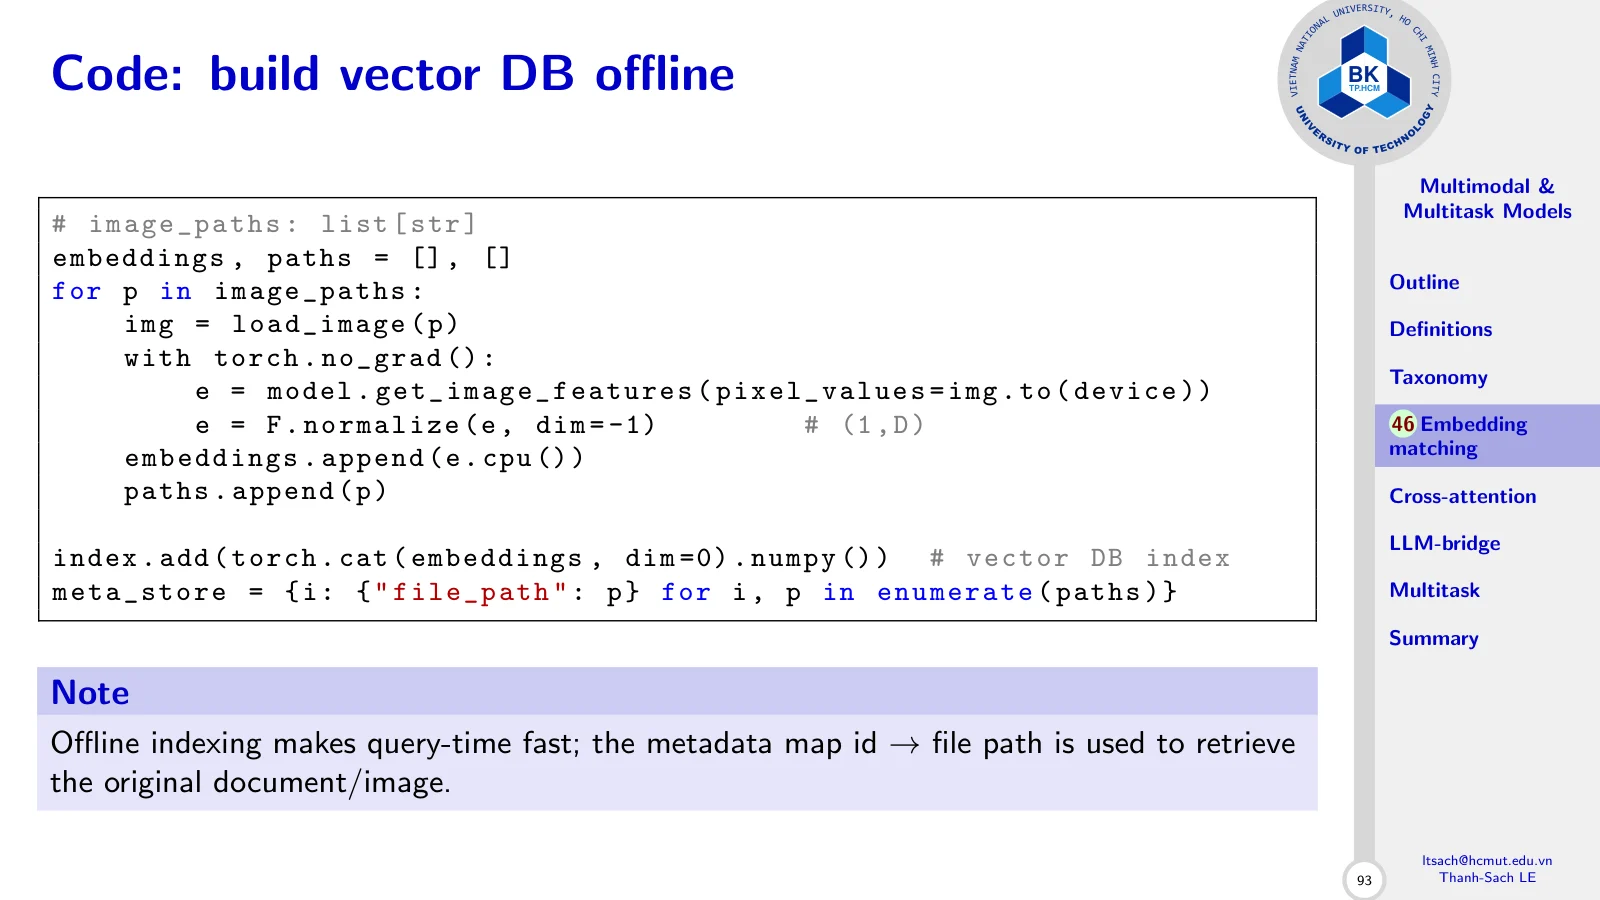 Code: build vector DB offline
# image_paths: list[str]
embeddings, paths = [], []
for p in image_paths:
    img = load_image(p)
    with torch.no_grad():
        e = model.get_image_features(pixel_values=img.to(device))
        e = F.normalize(e, dim=-1)        # (1,D)
    embeddings.append(e.cpu())
    paths.append(p)
index.add(torch.cat(embeddings, dim=0).numpy())  # vector DB index
meta_store = {i: {"file_path": p} for i, p in enumerate(paths)}
Note
Offline indexing makes query-time fast; the metadata map id → file path is used to retrieve
the original document/image.
VIETNAM NATIONAL UNIVERSITY, HO CHI MINH CITY
BK
TP.HCM
UNIVERSITY OF TECHNOLOGY
Multimodal &
Multitask Models
Outline
Definitions
Taxonomy
46 Embedding
matching
Cross-attention
LLM-bridge
Multitask
Summary
ltsach@hcmut.edu.vn
Thanh-Sach LE
93